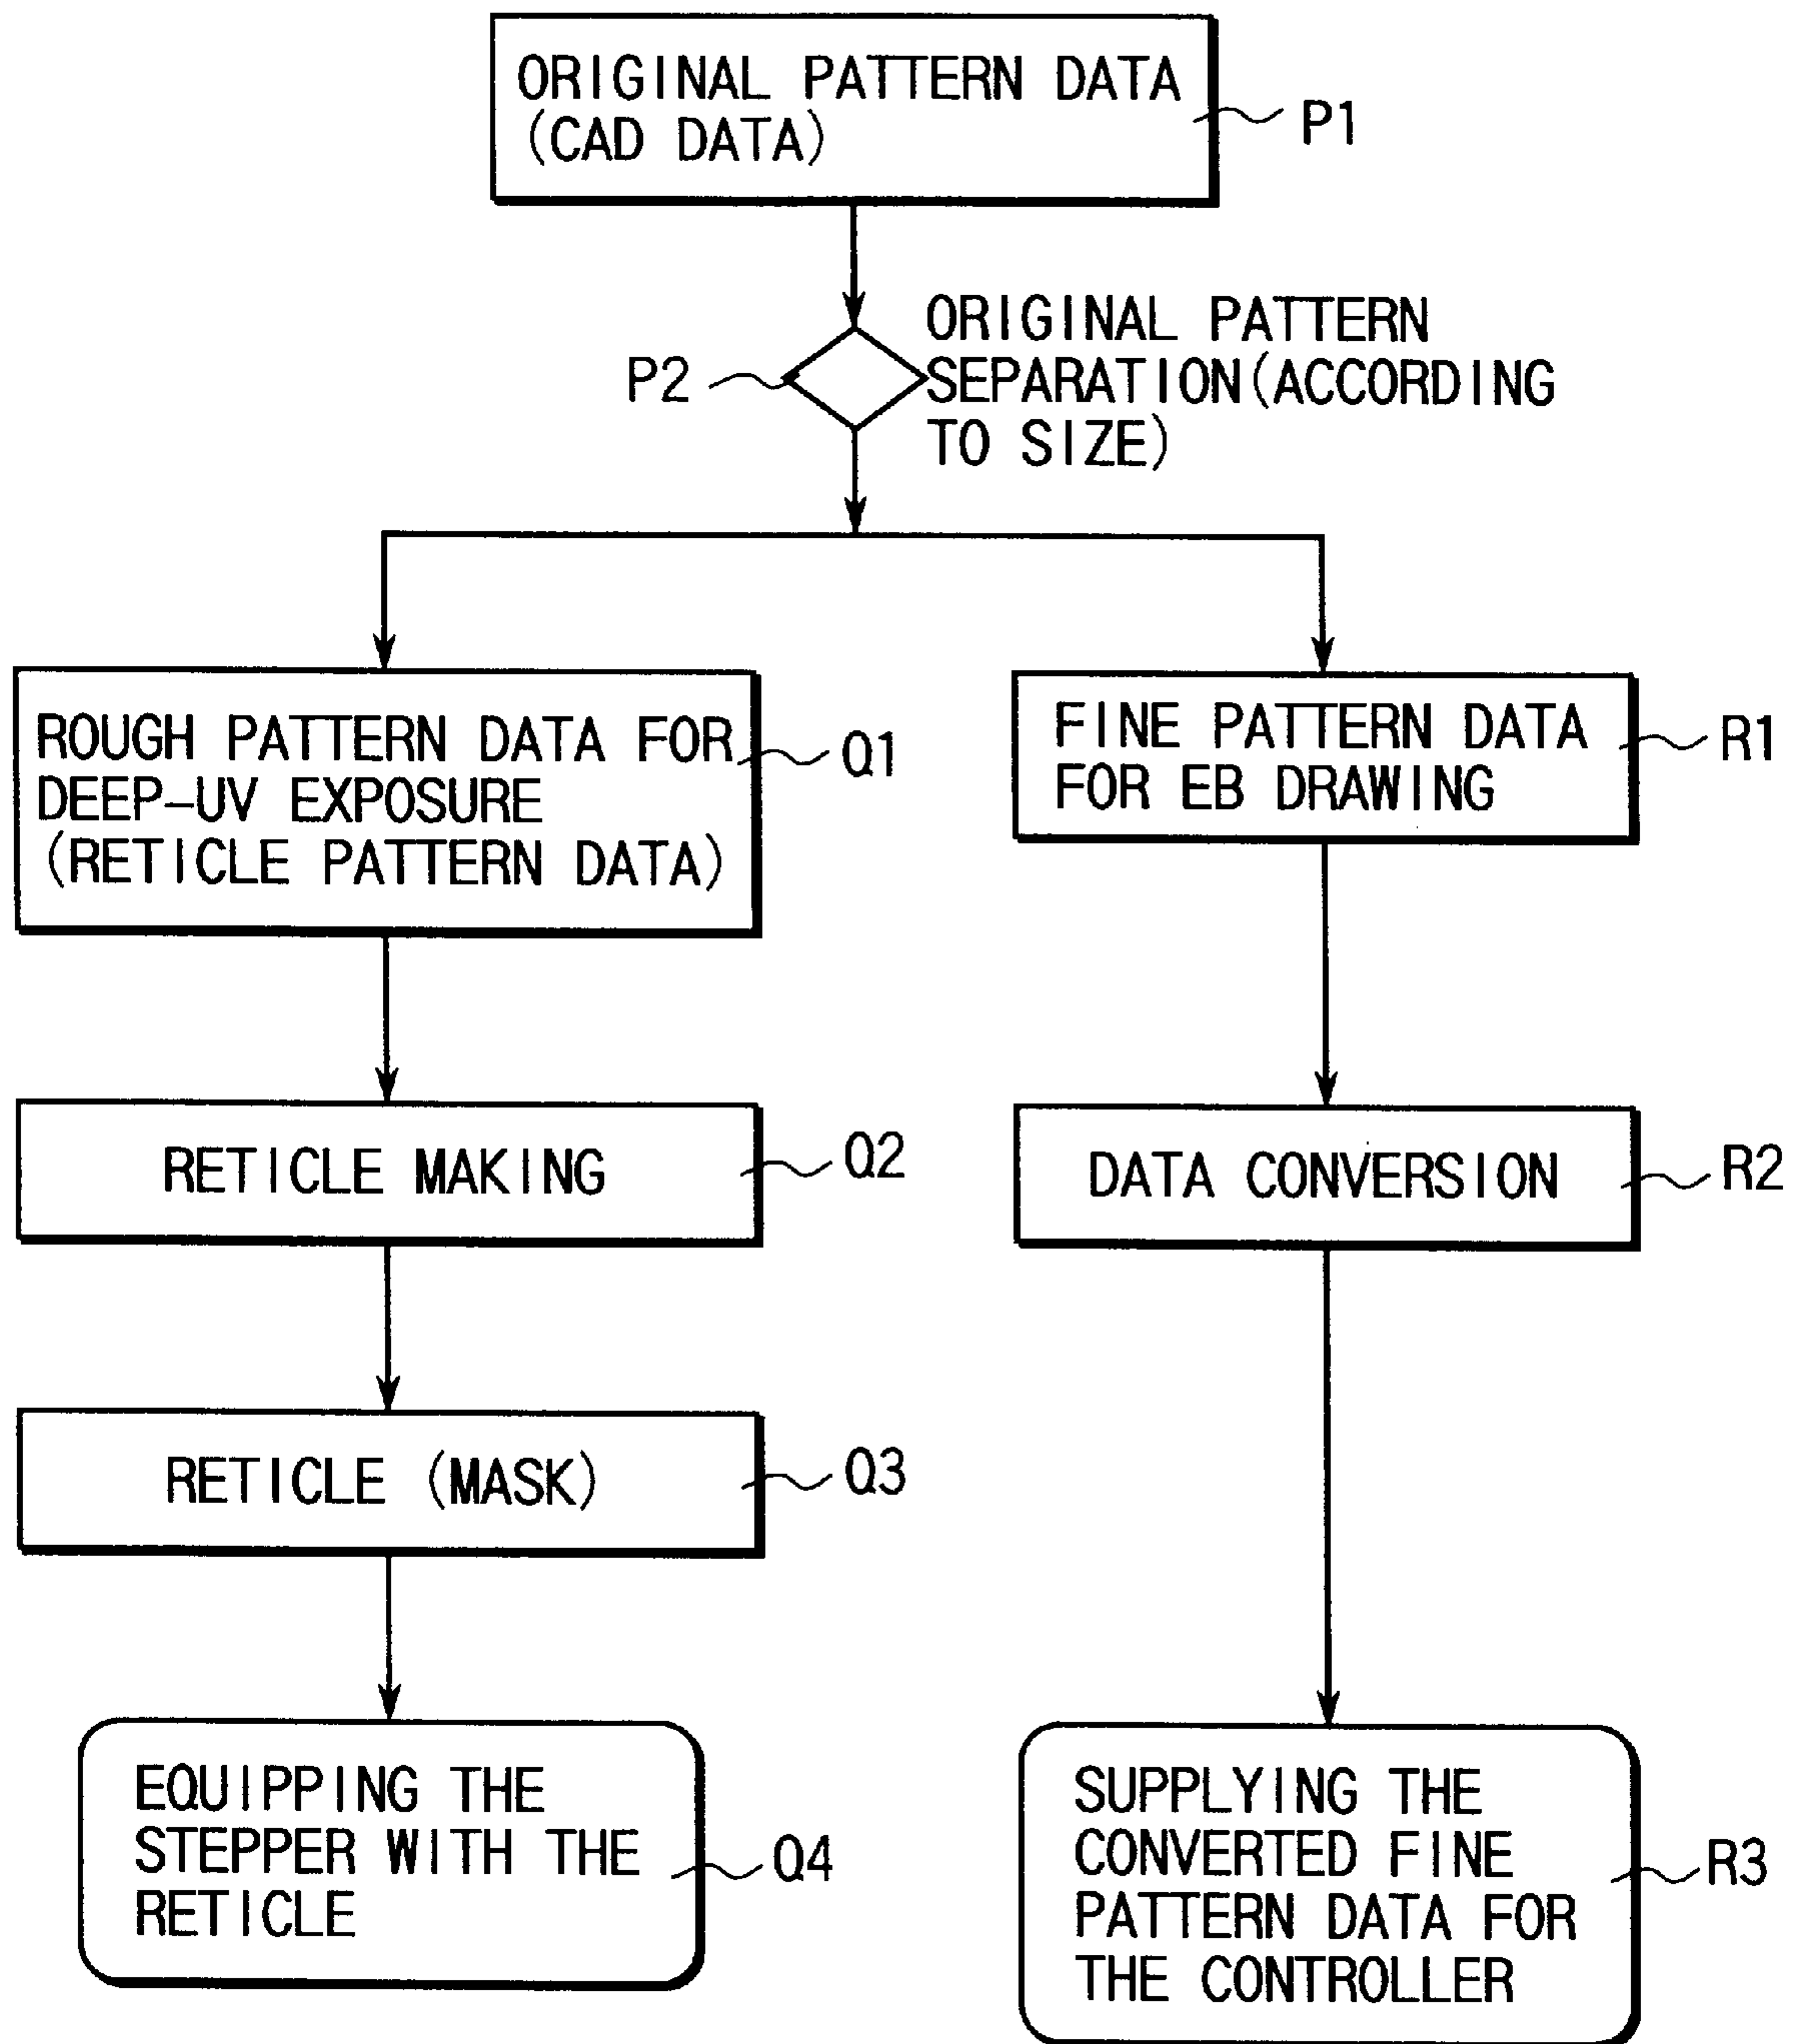 ORIGINAL PATTERN DATA
(CAD DATA)
P1
P2
ORIGINAL PATTERN
SEPARATION(ACCORDING
TO SIZE)
ROUGH PATTERN DATA FOR
DEEP-UV EXPOSURE
(RETICLE PATTERN DATA)
Q1
FINE PATTERN DATA
FOR EB DRAWING
R1
RETICLE MAKING
Q2
DATA CONVERSION
R2
RETICLE (MASK)
Q3
EQUIPPING THE
STEPPER WITH THE
RETICLE
Q4
SUPPLYING THE
CONVERTED FINE
PATTERN DATA FOR
THE CONTROLLER
R3